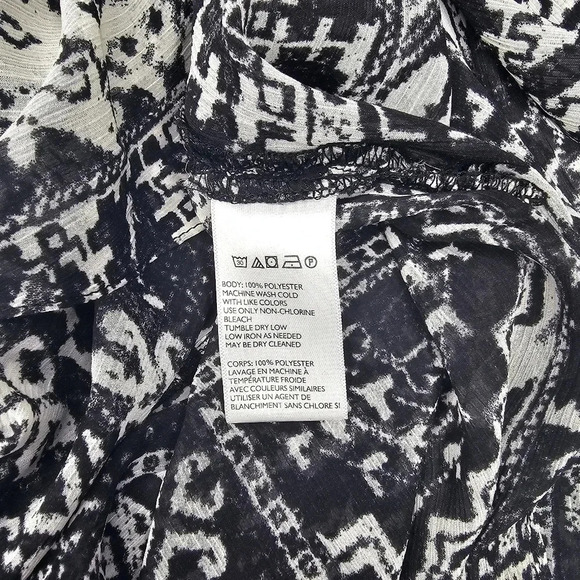 BODY: 100% POLYESTER
MACHINE WASH COLD
WITH LIKE COLORS
USE ONLY NON-CHLORINE
BLEACH
TUMBLE DRY LOW
LOW IRON AS NEEDED
MAY BE DRY CLEANED
CORPS: 100% POLYESTER
LAVAGE EN MACHINE À
TEMPÉRATURE FROIDE
AVEC COULEURS SIMILAIRES
UTILISER UN AGENT DE
BLANCHIMENT SANS CHLORE SI